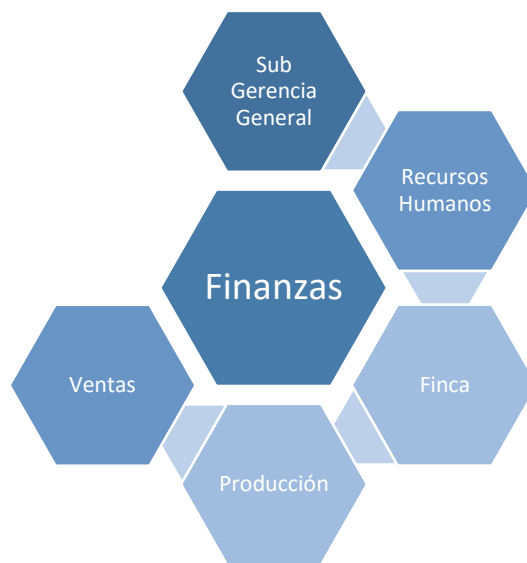 Sub
Gerencia
General
Recursos
Humanos
Finanzas
Ventas
Finca
Producción